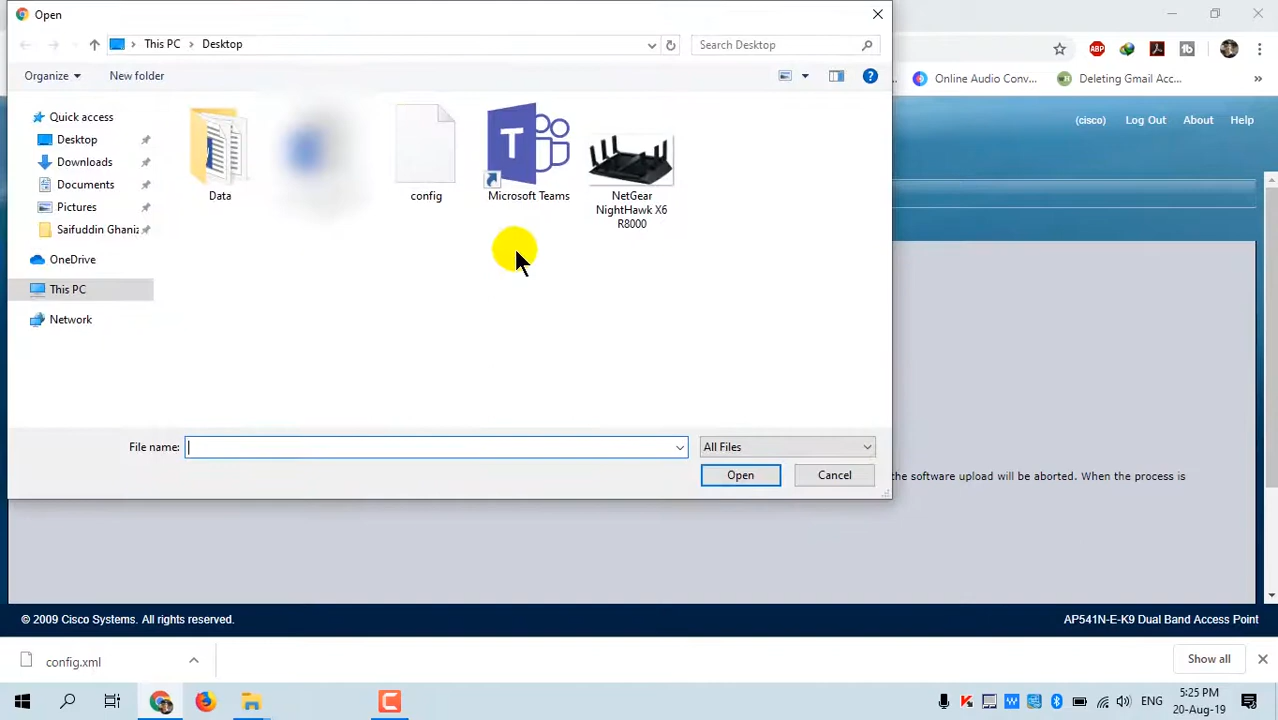 Open
This PC
Desktop
Search Desktop
Organize
New folder
Quick access
Desktop
Downloads
Documents
Pictures
Saifuddin Ghani
OneDrive
This PC
Network
Data
config
Microsoft Teams
T
NetGear
NightHawk X6
R8000
File name:
All Files
Open
Cancel
ABP
Online Audio Conv...
Deleting Gmail Acc...
(cisco)
Log Out
About
Help
the software upload will be aborted. When the process is
© 2009 Cisco Systems. All rights reserved.
AP541N-E-K9 Dual Band Access Point
config.xml
Show all
ENG
5:25 PM
20-Aug-19